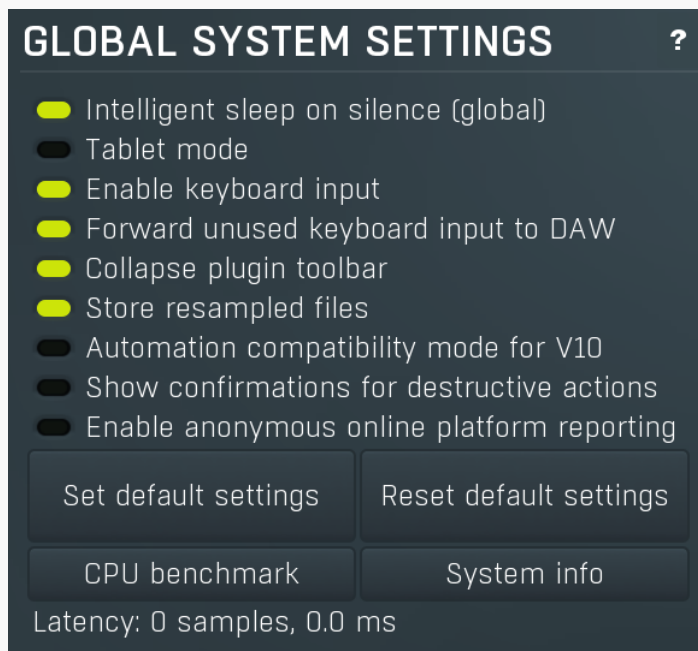 GLOBAL SYSTEM SETTINGS ?
Intelligent sleep on silence (global)
Tablet mode
Enable keyboard input
Forward unused keyboard input to DAW
Collapse plugin toolbar
Store resampled files
Automation compatibility mode for V10
Show confirmations for destructive actions
Enable anonymous online platform reporting
Set default settings Reset default settings
CPU benchmark System info
Latency: 0 samples, 0.0 ms